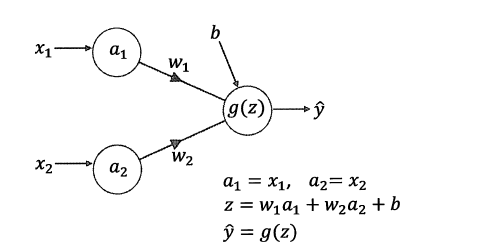 b
x₁ a₁ w₁
g(z) ŷ
x₂ a₂ w₂
a₁ = x₁, a₂= x₂
z = w₁a₁ + w₂a₂ + b
ŷ = g(z)